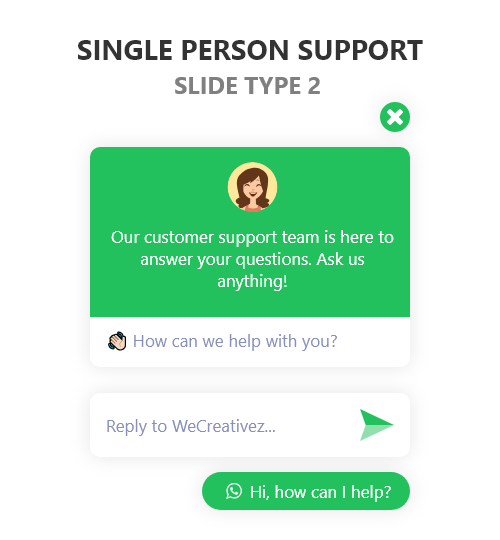 SINGLE PERSON SUPPORT
SLIDE TYPE 2
Our customer support team is here to
answer your questions. Ask us
anything!
👋 How can we help with you?
Reply to WeCreativez...
Hi, how can I help?